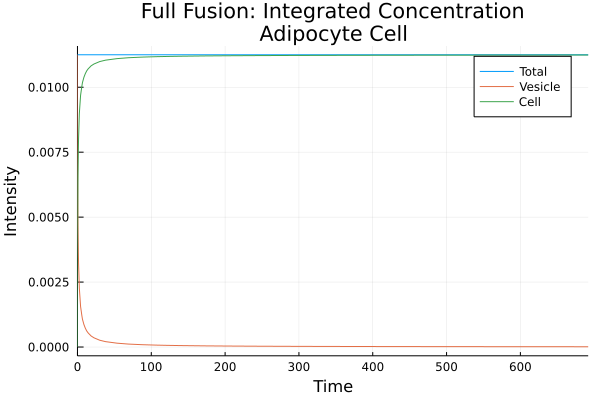 Full Fusion: Integrated Concentration
Adipocyte Cell
Intensity
0.0100
0.0075
0.0050
0.0025
0.0000
Total
Vesicle
Cell
0 100 200 300 400 500 600
Time